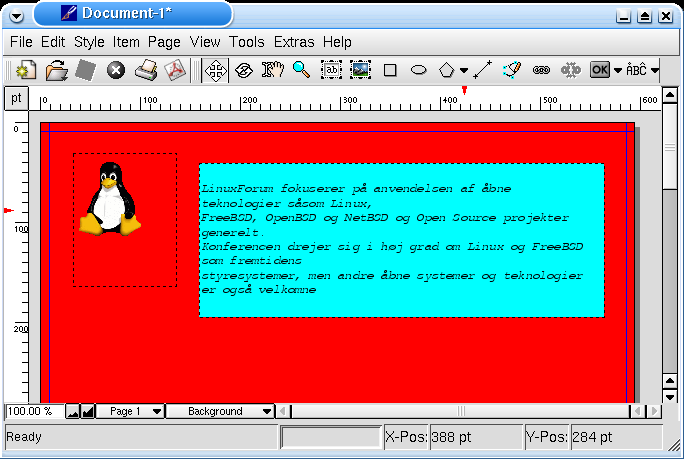 Document-1*
File Edit Style Item Page View Tools Extras Help
ab OK ÀBĈ
pt 0 100 200 300 400 500 600
0
100
200
LinuxForum fokuserer på anvendelsen af åbne
teknologier såsom Linux,
FreeBSD, OpenBSD og NetBSD og Open Source projekter
generelt.
Konferencen drejer sig i høj grad om Linux og FreeBSD
som fremtidens
styresystemer, men andre åbne systemer og teknologier
er også velkomne
100.00 % Page 1 Background
Ready X-Pos: 388 pt Y-Pos: 284 pt